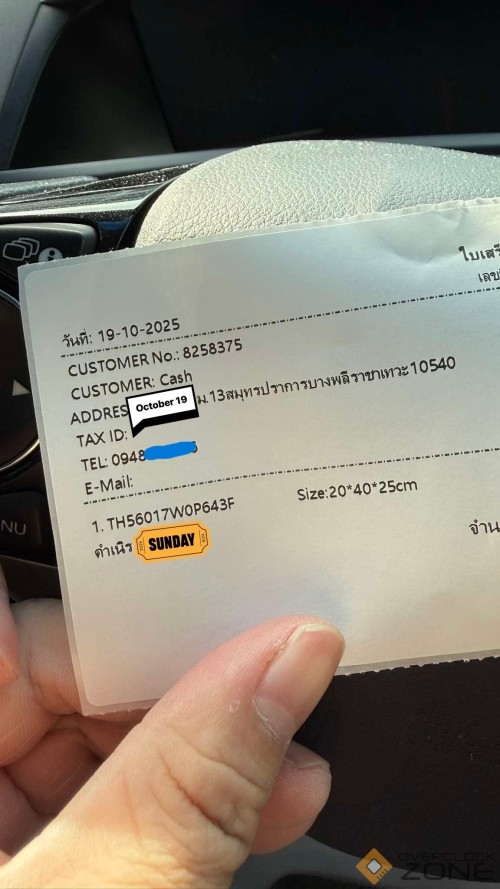 ใบเสร็
เลขที่
วันที่: 19-10-2025
CUSTOMER No.: 8258375
CUSTOMER: Cash
ADDRES ม.13สมุทรปราการบางพลีราชาเทวะ10540
October 19
TAX ID:
TEL: 0948
E-Mail:
1. TH56017W0P643F Size:20*40*25cm
ดำเนิร SUNDAY
จำน
NU
OVERCLOCK
ZONE